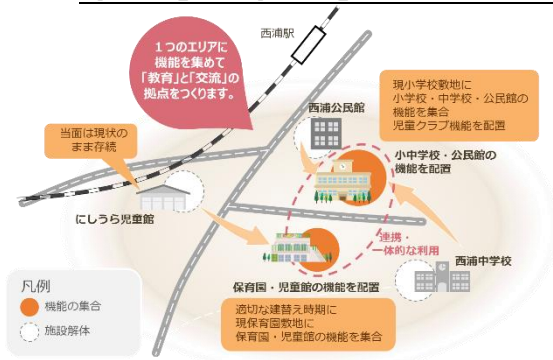 西浦駅
1つのエリアに
機能を集めて
「教育」と「交流」の
拠点をつくります。
現小学校敷地に
小学校・中学校・公民館の
機能を集合
児童クラブ機能を配置
西浦公民館
当面は現状の
まま存続
小中学校・公民館の
機能を配置
にしうら児童館
連携・
一体的な利用
西浦中学校
保育園・児童館の機能を配置
凡例
機能の集合
施設解体
適切な建替え時期に
現保育園敷地に
保育園・児童館の機能を集合